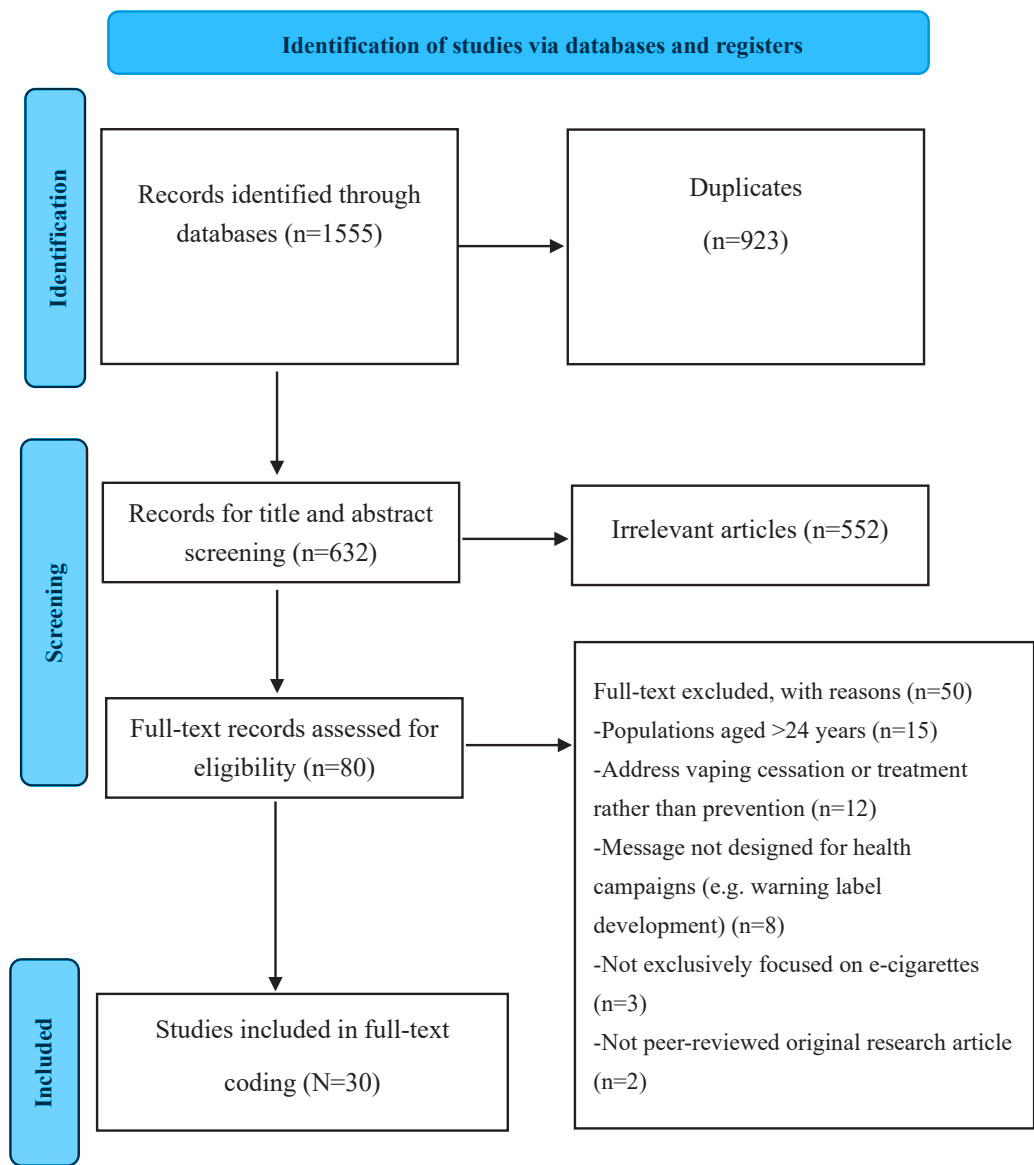 Identification of studies via databases and registers
Identification
Records identified through
databases (n=1555)
Duplicates
(n=923)
Screening
Records for title and abstract
screening (n=632)
Irrelevant articles (n=552)
Full-text records assessed for
eligibility (n=80)
Full-text excluded, with reasons (n=50)
-Populations aged >24 years (n=15)
-Address vaping cessation or treatment
rather than prevention (n=12)
-Message not designed for health
campaigns (e.g. warning label
development) (n=8)
-Not exclusively focused on e-cigarettes
(n=3)
-Not peer-reviewed original research article
(n=2)
Included
Studies included in full-text
coding (N=30)